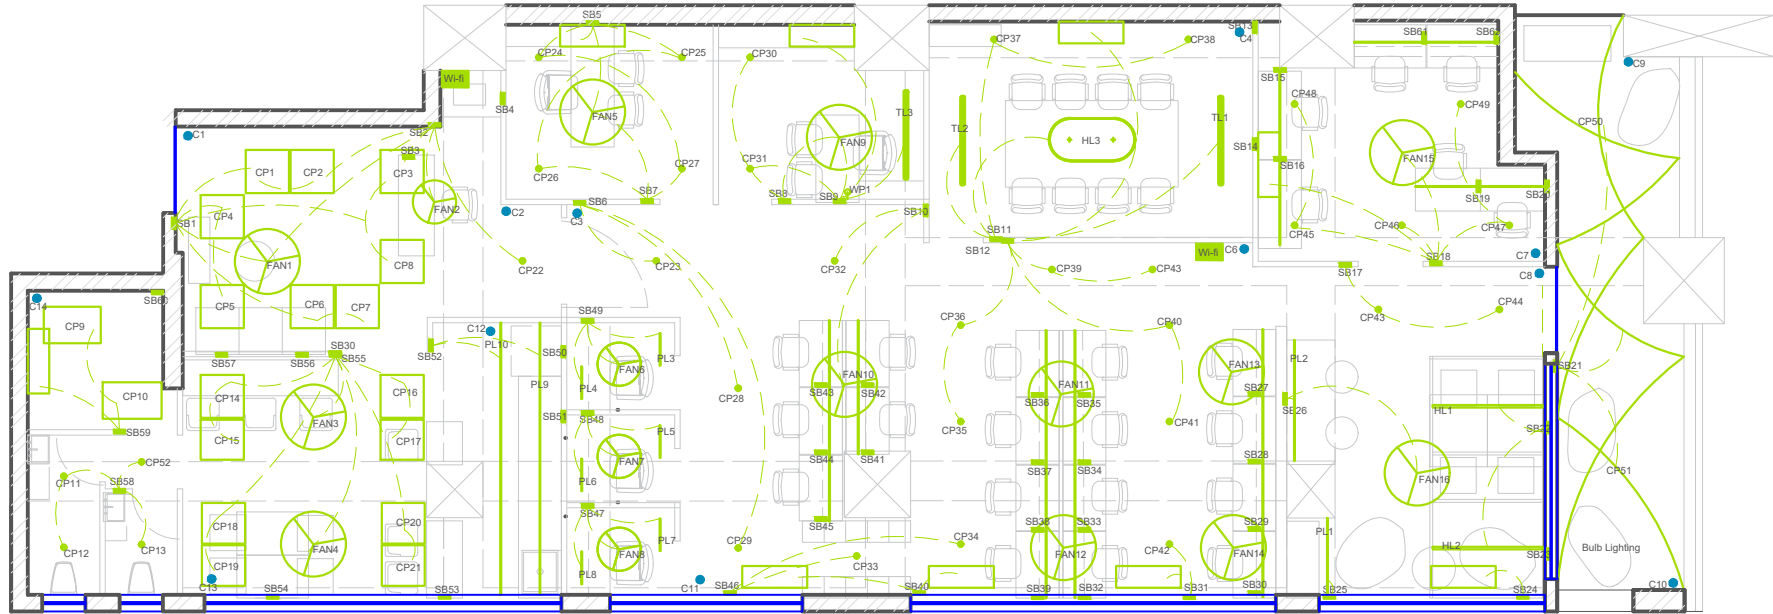 SB5
SB13
C4
CP37
CP38
SB61
SB62
CP24
CP25
CP30
C9
Wi-fi
SB15
SB4
CP48
CP49
FAN5
TL3
TL2
TL1
CP50
C1
SB2
FAN9
HL3
SB14
SB3
FAN15
SB16
CP1
CP2
CP3
CP26
CP27
CP31
WP1
SB8
SB9
SB7
SB19
SB20
FAN2
CP4
C2
SB6
C3
SB10
SB1
CP45
CP46
CP47
SB11
SB12
C6
Wi-fi
C7
FAN1
CP8
CP22
CP23
CP32
CP39
CP43
SB17
SB18
C8
SB60
C14
CP5
CP6
CP7
CP9
CP43
CP44
C12
SB49
CP36
CP40
PL10
SB30
SB55
SB57
SB56
SB52
SB50
PL3
PL2
FAN6
FAN10
FAN11
FAN13
SB21
PL9
PL4
SB43
SB42
SB36
SB35
SB27
SB26
CP10
CP14
CP16
CP28
HL1
SB51
SB48
FAN3
CP35
CP41
SB22
SB59
CP15
CP17
PL5
CP52
FAN7
SB44
SB41
SB37
SB34
SB28
CP51
CP11
SB58
PL6
FAN16
SB47
CP18
CP20
SB45
SB38
SB33
SB29
PL1
CP12
CP13
FAN4
FAN8
PL7
CP29
CP34
FAN12
CP42
FAN14
HL2
SB23
Bulb Lighting
CP19
CP21
PL8
CP33
C13
C11
SB54
SB53
SB46
SB40
SB39
SB32
SB31
SB30
SB25
SB24
C10